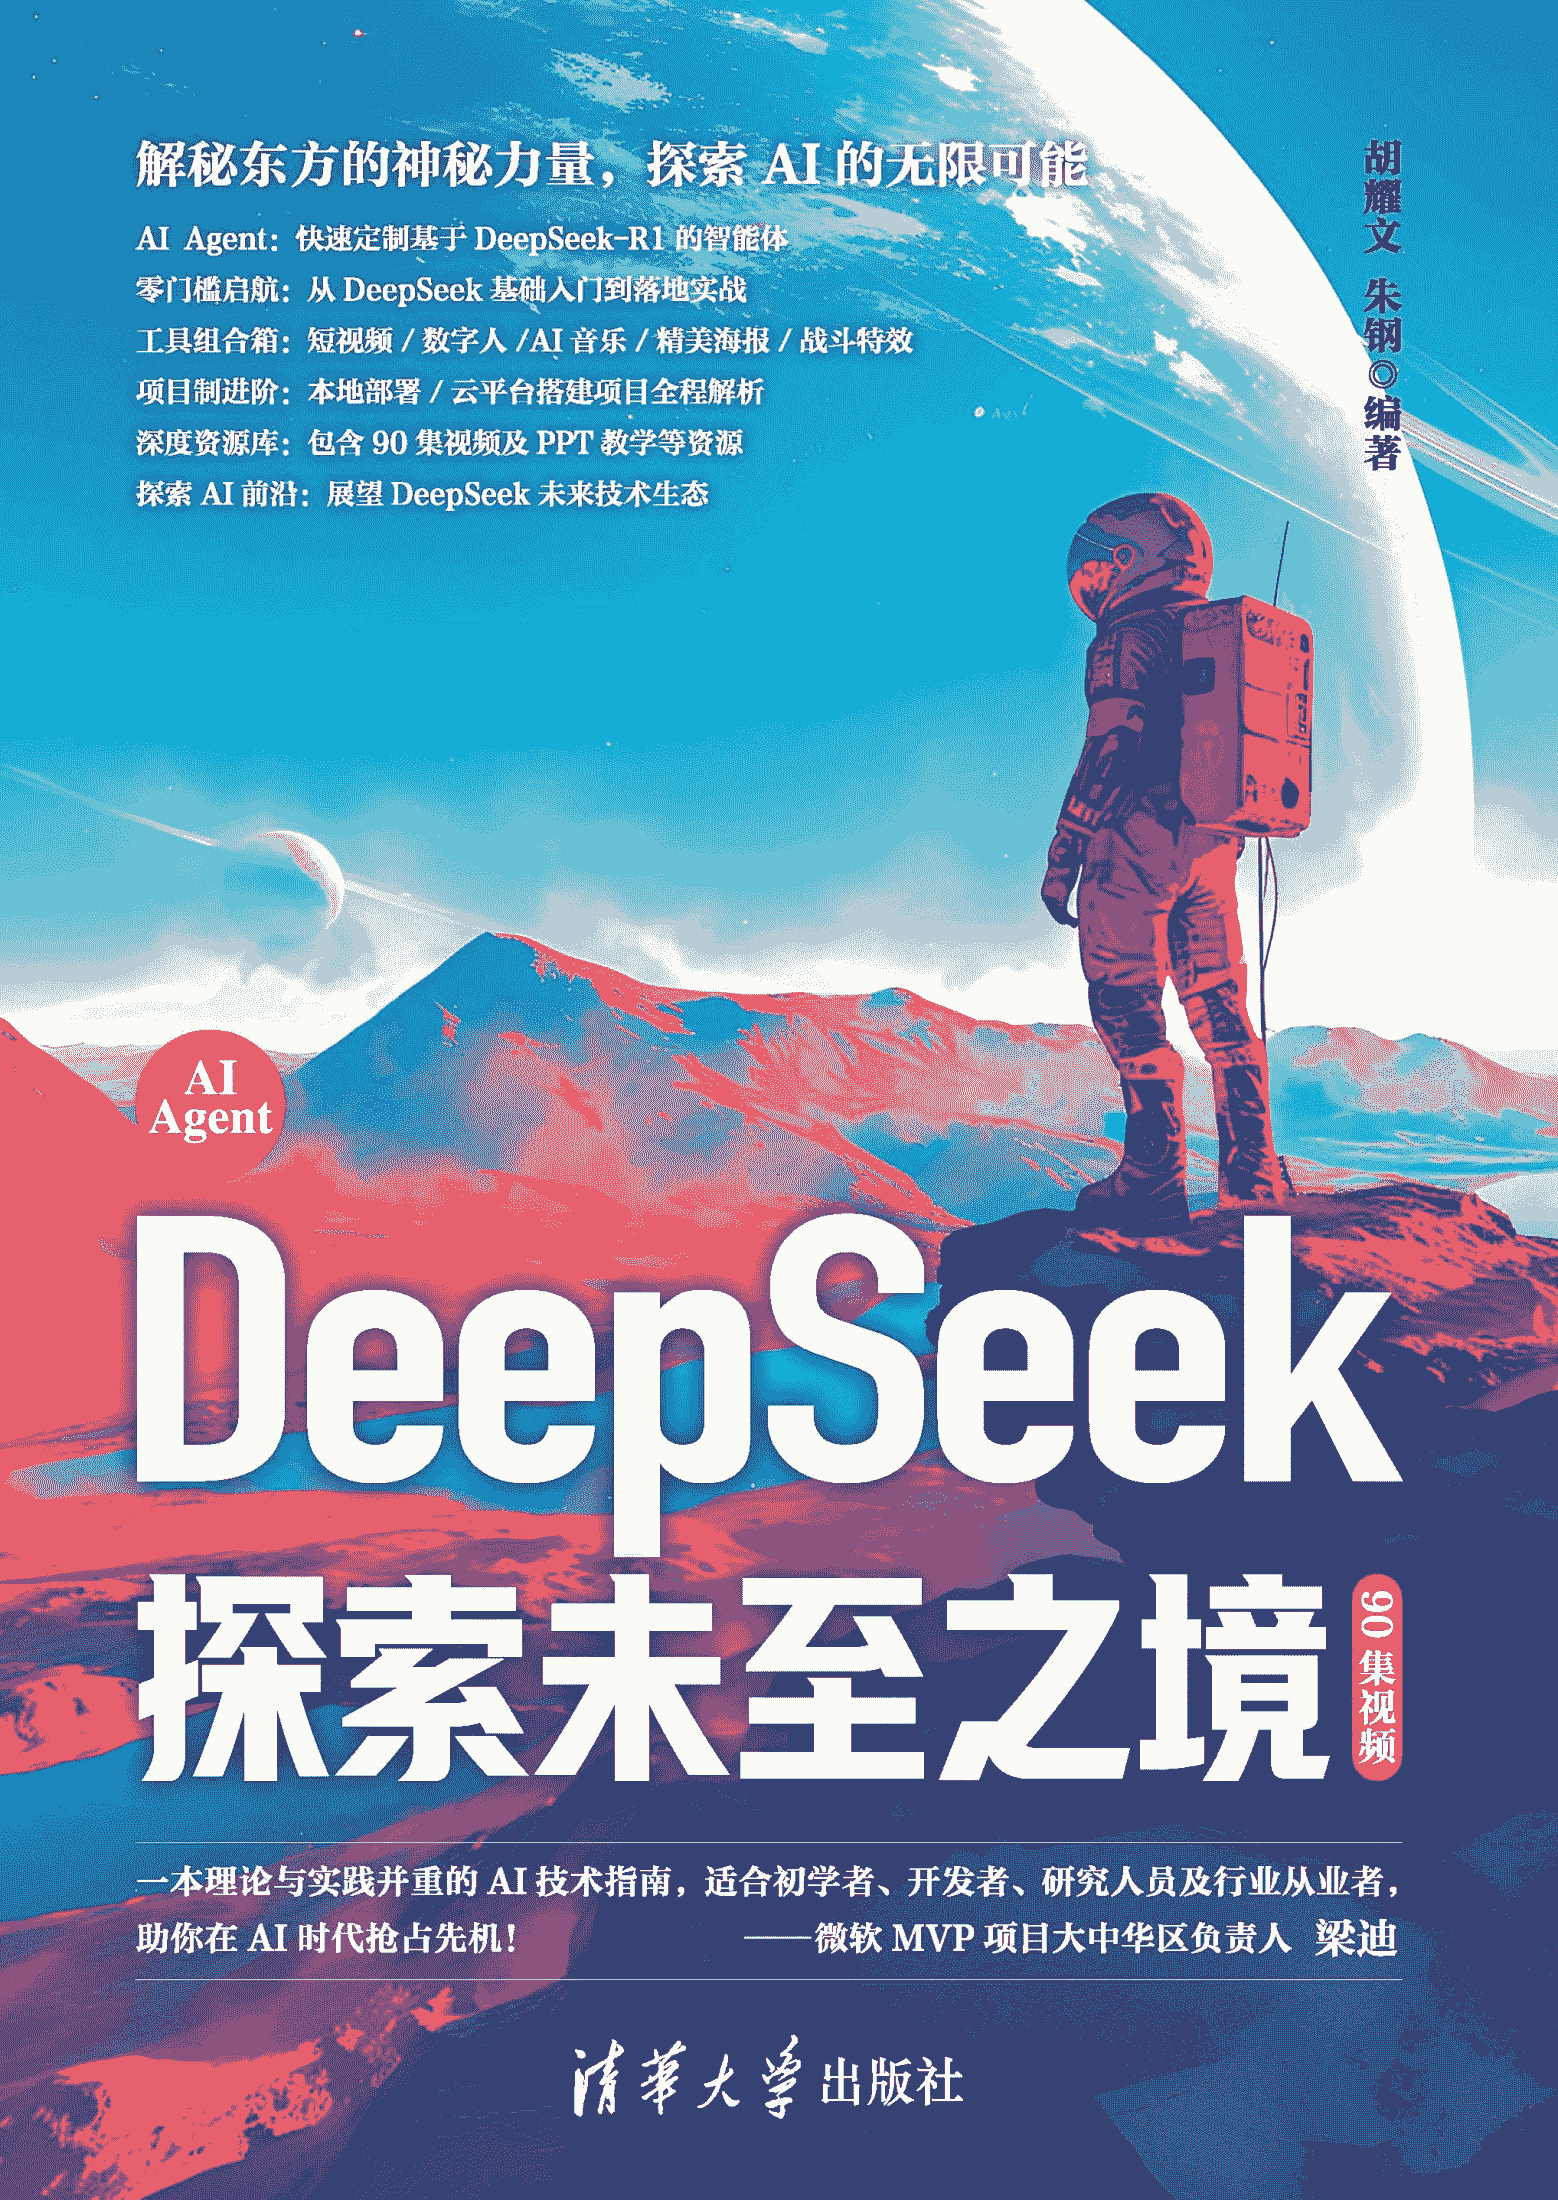 解秘东方的神秘力量，探索 AI 的无限可能
AI Agent：快速定制基于 DeepSeek-R1 的智能体
零门槛启航：从 DeepSeek 基础入门到落地实战
工具组合箱：短视频 / 数字人 /AI 音乐 / 精美海报 / 战斗特效
项目制进阶：本地部署 / 云平台搭建项目全程解析
深度资源库：包含 90 集视频及 PPT 教学等资源
探索 AI 前沿：展望 DeepSeek 未来技术生态
胡耀文 朱钢◎编著
AI
Agent
DeepSeek
探索未至之境
90 集视频
一本理论与实践并重的 AI 技术指南，适合初学者、开发者、研究人员及行业从业者，
助你在 AI 时代抢占先机！ ——微软 MVP 项目大中华区负责人 梁迪
清华大学出版社